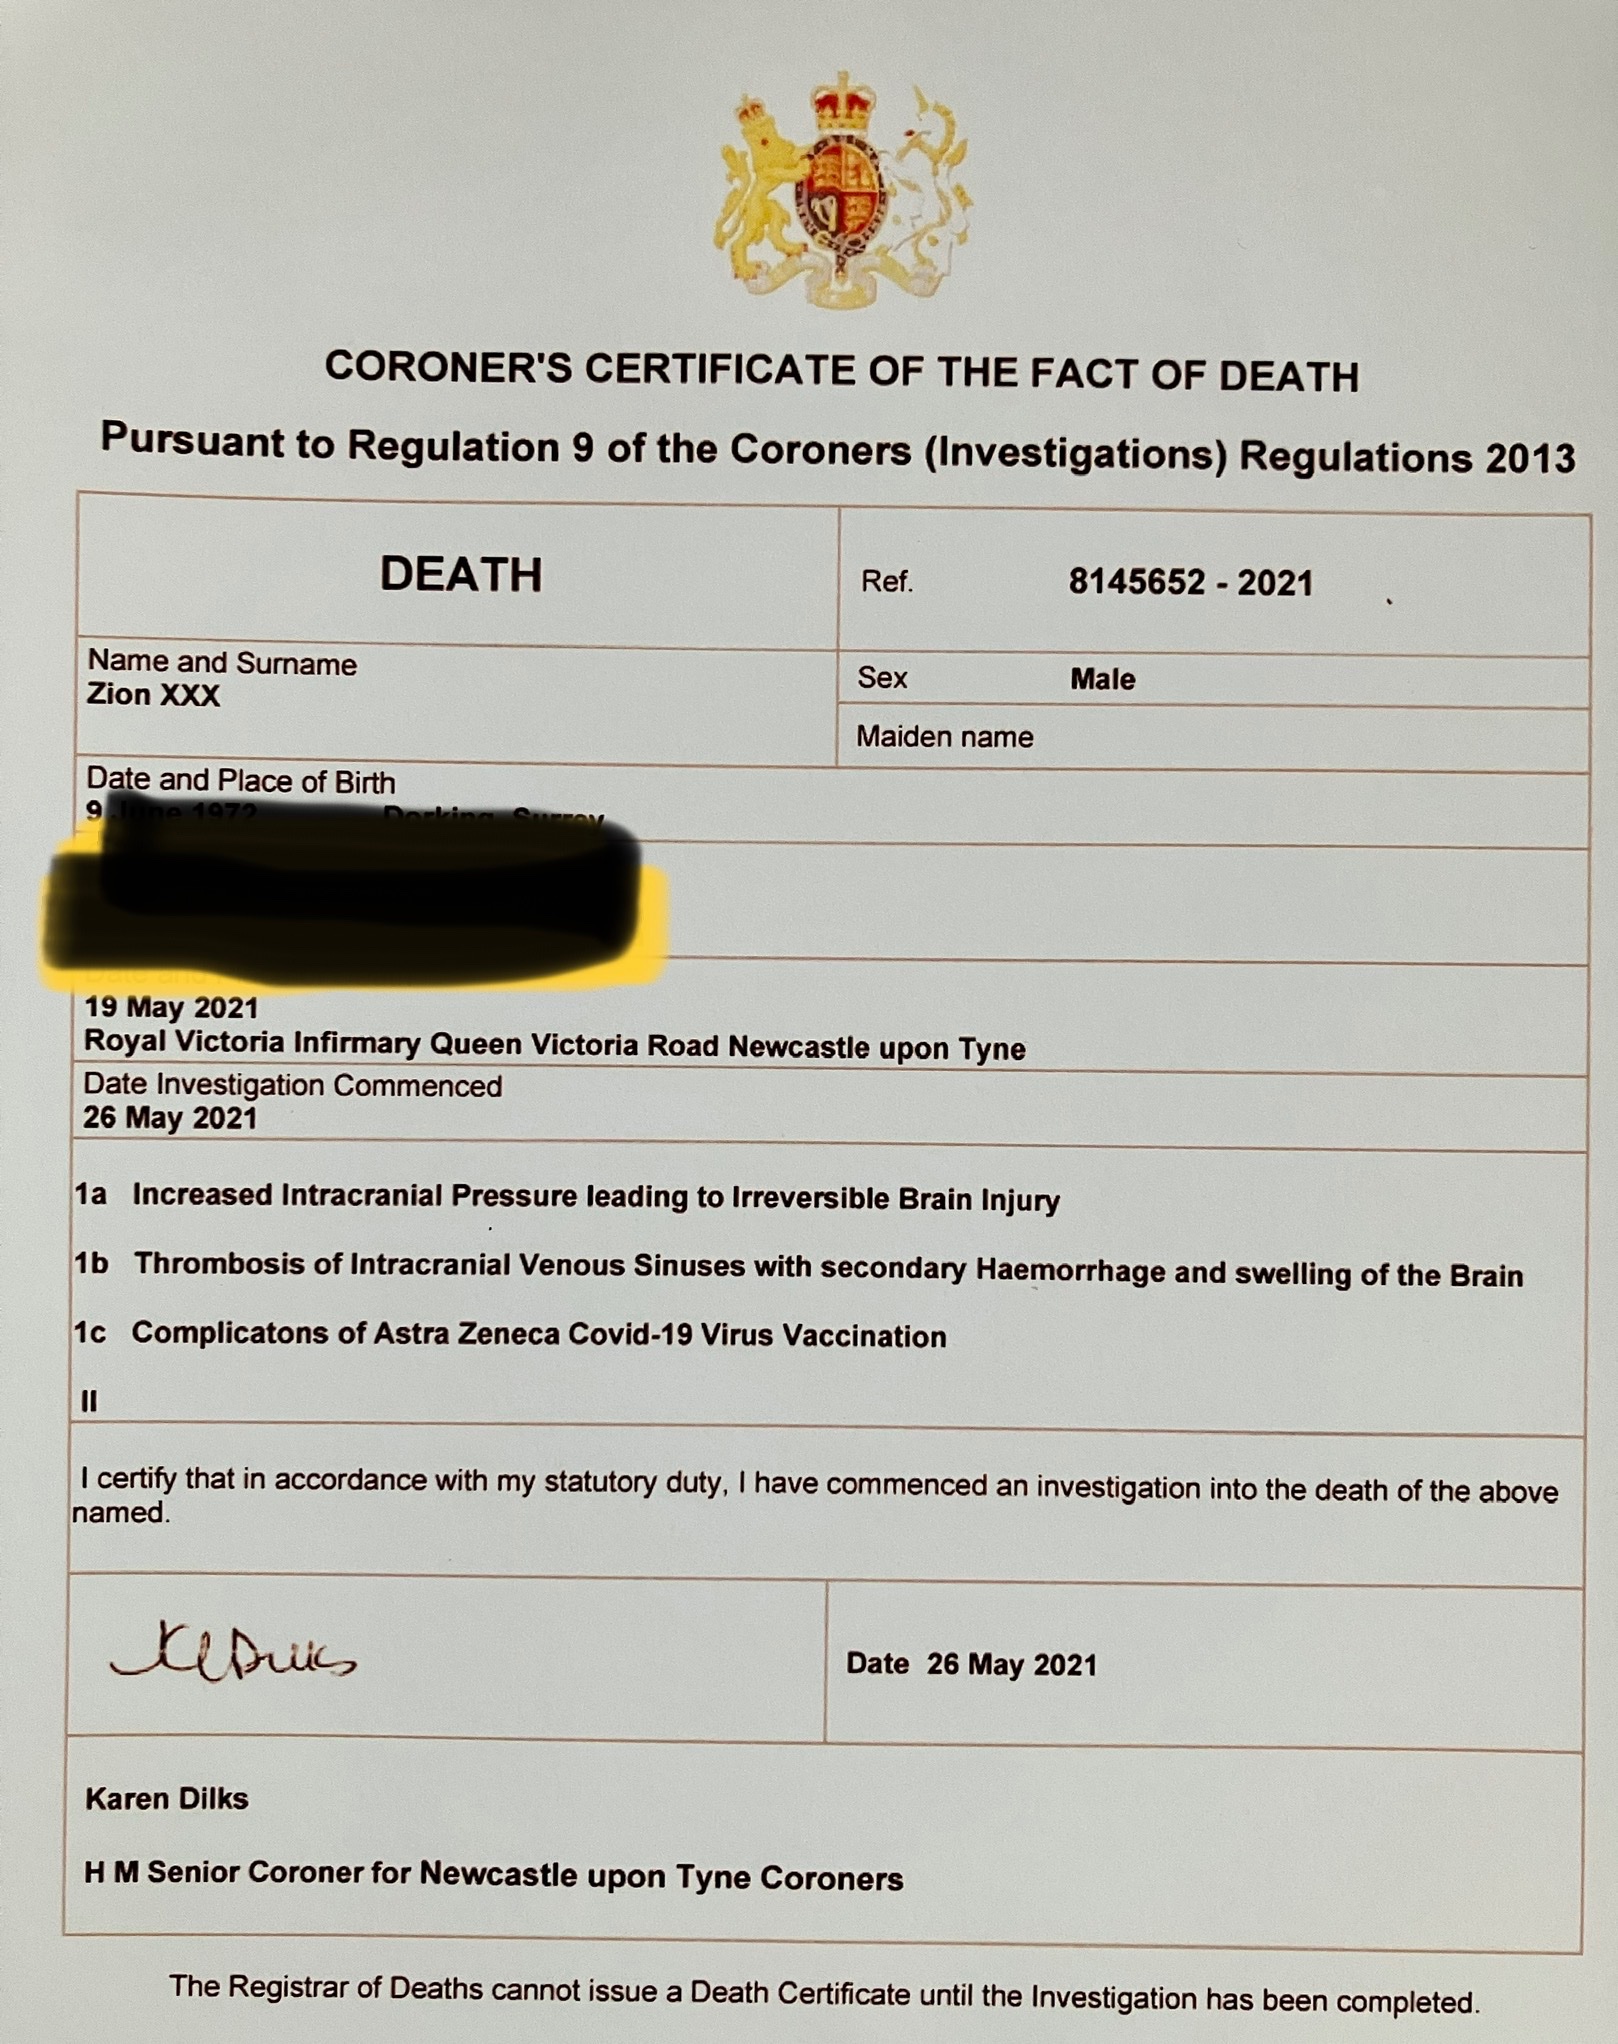 CORONER'S CERTIFICATE OF THE FACT OF DEATH
Pursuant to Regulation 9 of the Coroners (Investigations) Regulations 2013
DEATH
Ref. 8145652 - 2021
Name and Surname
Zion XXX
Sex Male
Maiden name
Date and Place of Birth
9
19 May 2021
Royal Victoria Infirmary Queen Victoria Road Newcastle upon Tyne
Date Investigation Commenced
26 May 2021
1a Increased Intracranial Pressure leading to Irreversible Brain Injury
1b Thrombosis of Intracranial Venous Sinuses with secondary Haemorrhage and swelling of the Brain
1c Complicatons of Astra Zeneca Covid-19 Virus Vaccination
II
I certify that in accordance with my statutory duty, I have commenced an investigation into the death of the above
named.
KLDilks
Date 26 May 2021
Karen Dilks
H M Senior Coroner for Newcastle upon Tyne Coroners
The Registrar of Deaths cannot issue a Death Certificate until the Investigation has been completed.